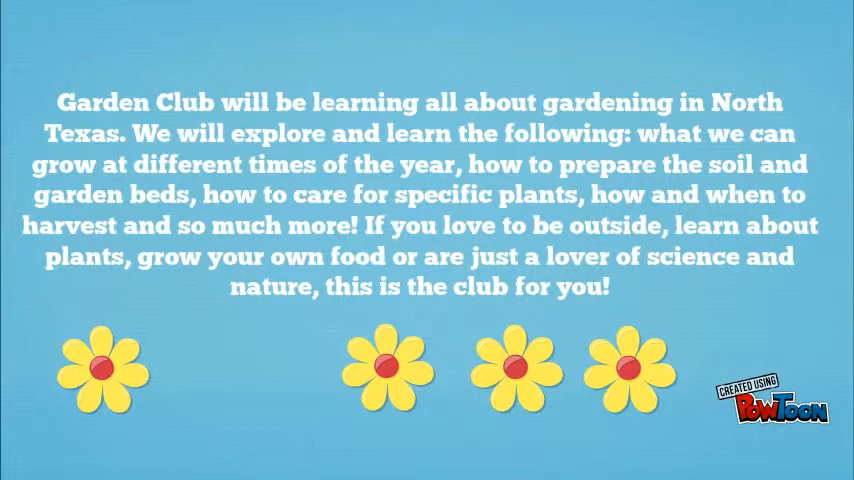 Garden Club will be learning all about gardening in North
Texas. We will explore and learn the following: what we can
grow at different times of the year, how to prepare the soil and
garden beds, how to care for specific plants, how and when to
harvest and so much more! If you love to be outside, learn about
plants, grow your own food or are just a lover of science and
nature, this is the club for you!
CREATED USING
PowToon